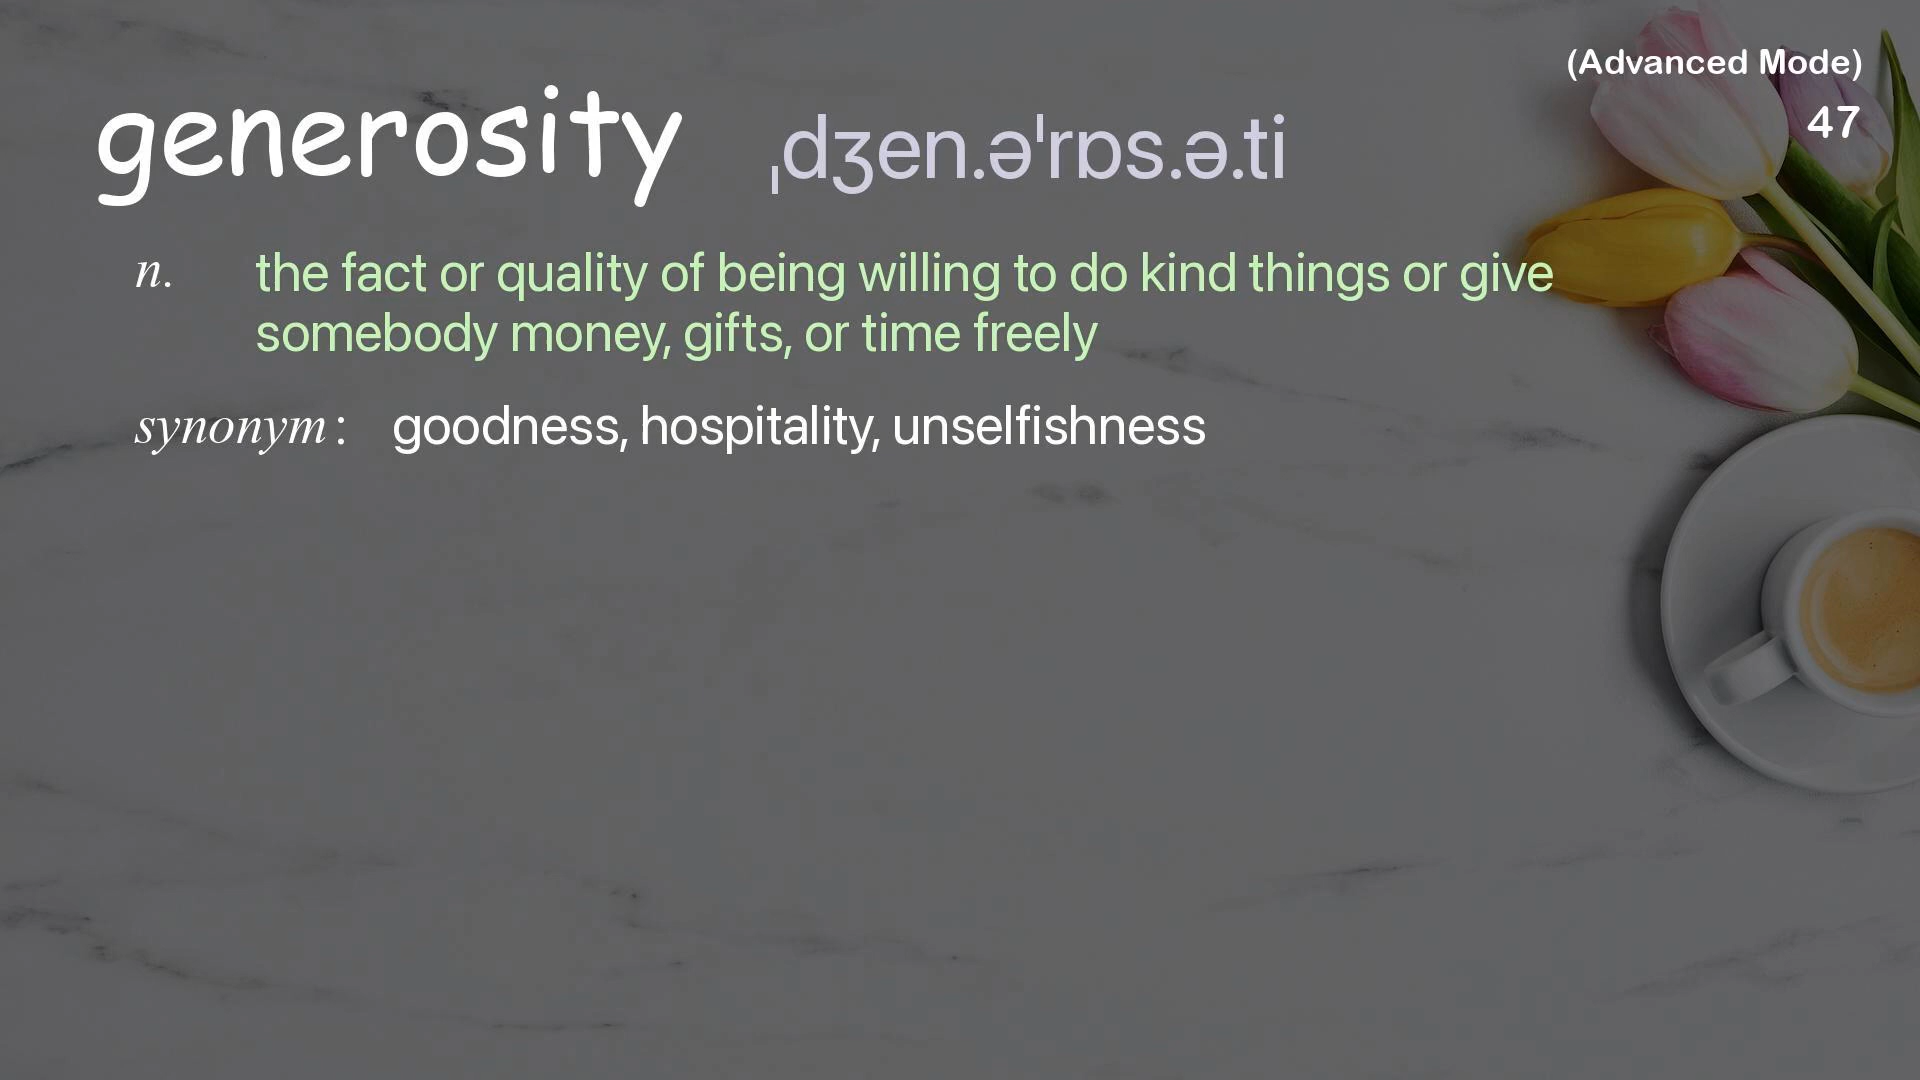 (Advanced Mode)
47
generosity ˌdʒen.əˈrɒs.ə.ti
n. the fact or quality of being willing to do kind things or give
somebody money, gifts, or time freely
synonym : goodness, hospitality, unselfishness